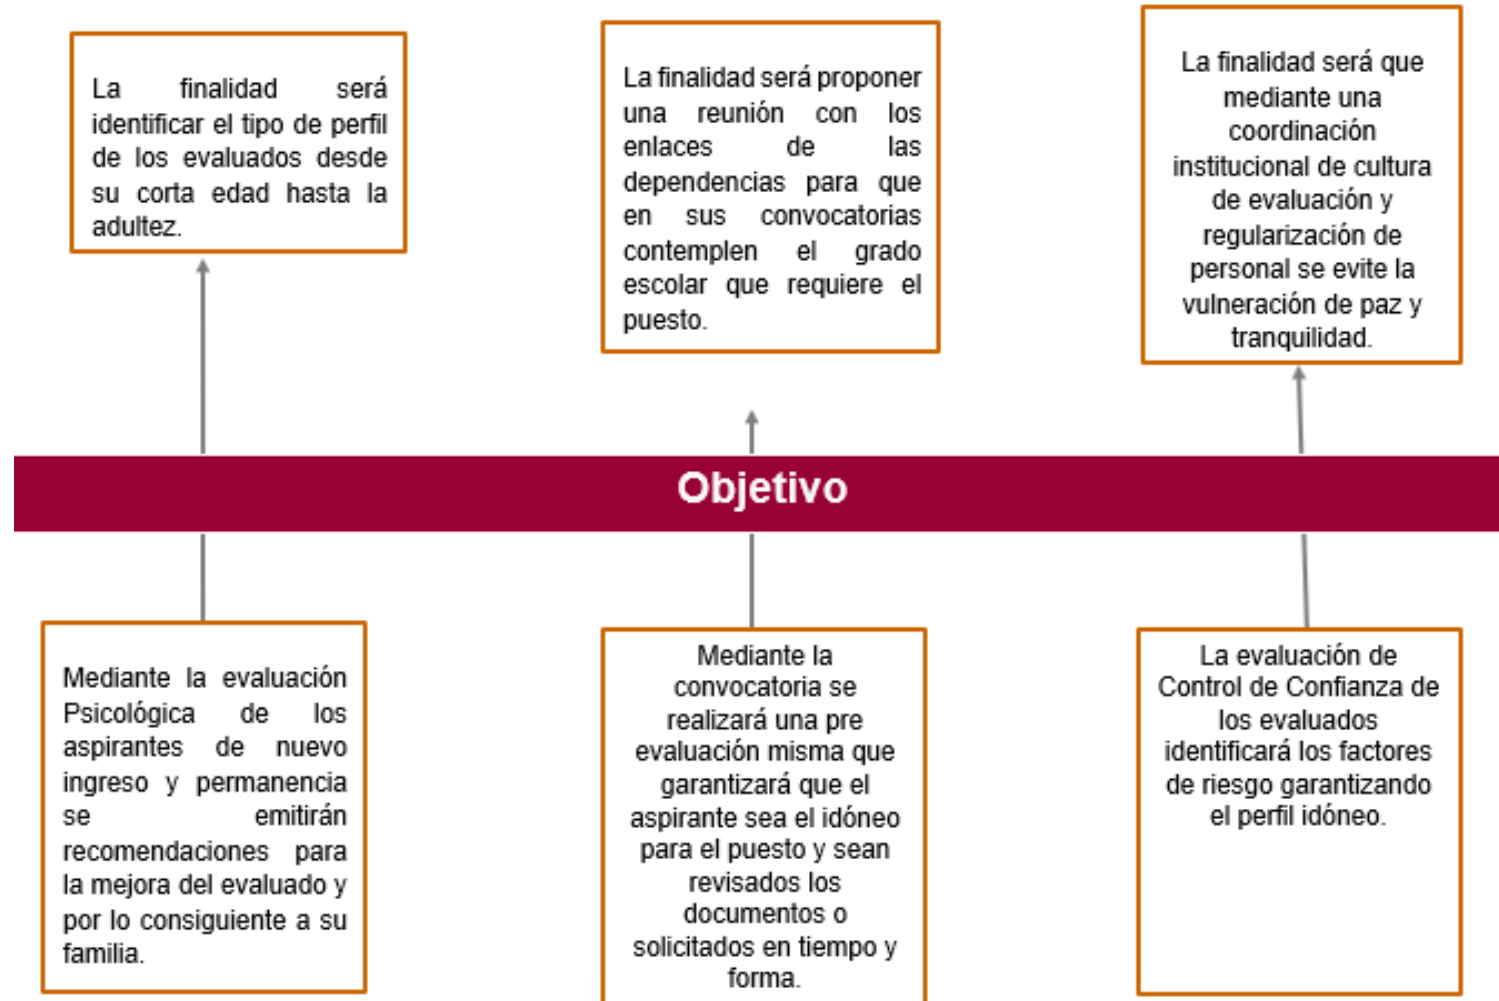 La finalidad será
identificar el tipo de perfil
de los evaluados desde
su corta edad hasta la
adultez.
La finalidad será proponer
una reunión con los
enlaces de las
dependencias para que
en sus convocatorias
contemplen el grado
escolar que requiere el
puesto.
La finalidad será que
mediante una
coordinación
institucional de cultura
de evaluación y
regularización de
personal se evite la
vulneración de paz y
tranquilidad.
Objetivo
Mediante la evaluación
Psicológica de los
aspirantes de nuevo
ingreso y permanencia
se emitirán
recomendaciones para
la mejora del evaluado y
por lo consiguiente a su
familia.
Mediante la
convocatoria se
realizará una pre
evaluación misma que
garantizará que el
aspirante sea el idóneo
para el puesto y sean
revisados los
documentos o
solicitados en tiempo y
forma.
La evaluación de
Control de Confianza de
los evaluados
identificará los factores
de riesgo garantizando
el perfil idóneo.